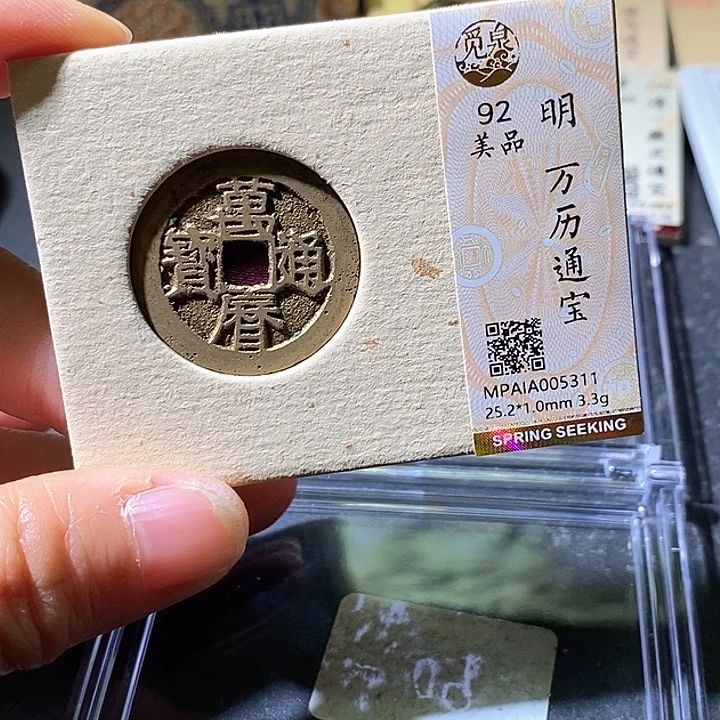 萬曆通寶
觅泉
92
美品
明 万历通宝
MPAIA005311
25.2*1.0mm 3.3g
SPRING SEEKING